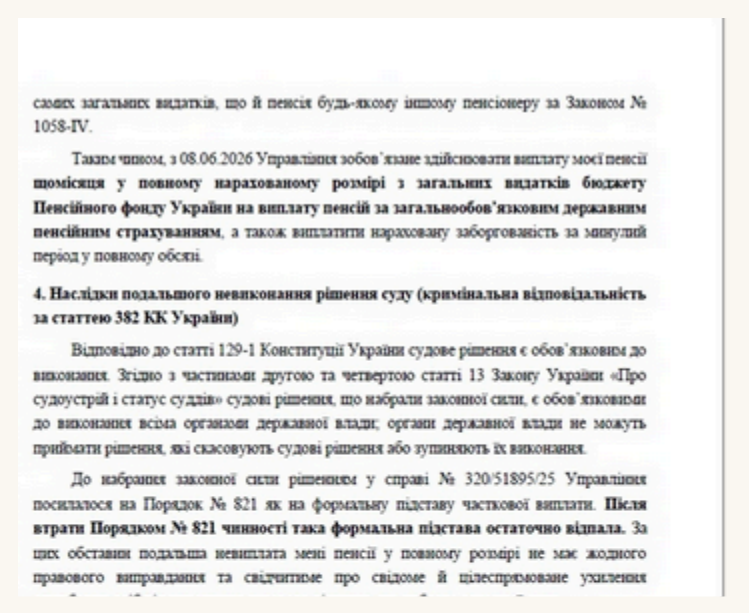 самих загальних видатків, що й пенсія будь-якому іншому пенсіонеру за Законом №
1058-IV.
Таким чином, з 08.06.2026 Управління зобов’язане здійснювати виплату моєї пенсії
щомісяця у повному нарахованому розмірі з загальних видатків бюджету
Пенсійного фонду України на виплату пенсій за загальнообов’язковим державним
пенсійним страхуванням, а також виплатити нараховану заборгованість за минулий
період у повному обсязі.
4. Наслідки подальшого невиконання рішення суду (кримінальна відповідальність
за статтею 382 КК України)
Відповідно до статті 129-1 Конституції України судове рішення є обов’язковим до
виконання. Згідно з частинами другою та четвертою статті 13 Закону України «Про
судоустрій і статус суддів» судові рішення, що набрали законної сили, є обов’язковими
до виконання всіма органами державної влади; органи державної влади не можуть
приймати рішення, які скасовують судові рішення або зупиняють їх виконання.
До набрання законної сили рішенням у справі № 320/51895/25 Управління
посилалося на Порядок № 821 як на формальну підставу часткової виплати. Після
втрати Порядком № 821 чинності така формальна підстава остаточно відпала. За
цих обставин подальша невиплата мені пенсії у повному розмірі не має жодного
правового виправдання та свідчитиме про свідоме й цілеспрямоване ухилення